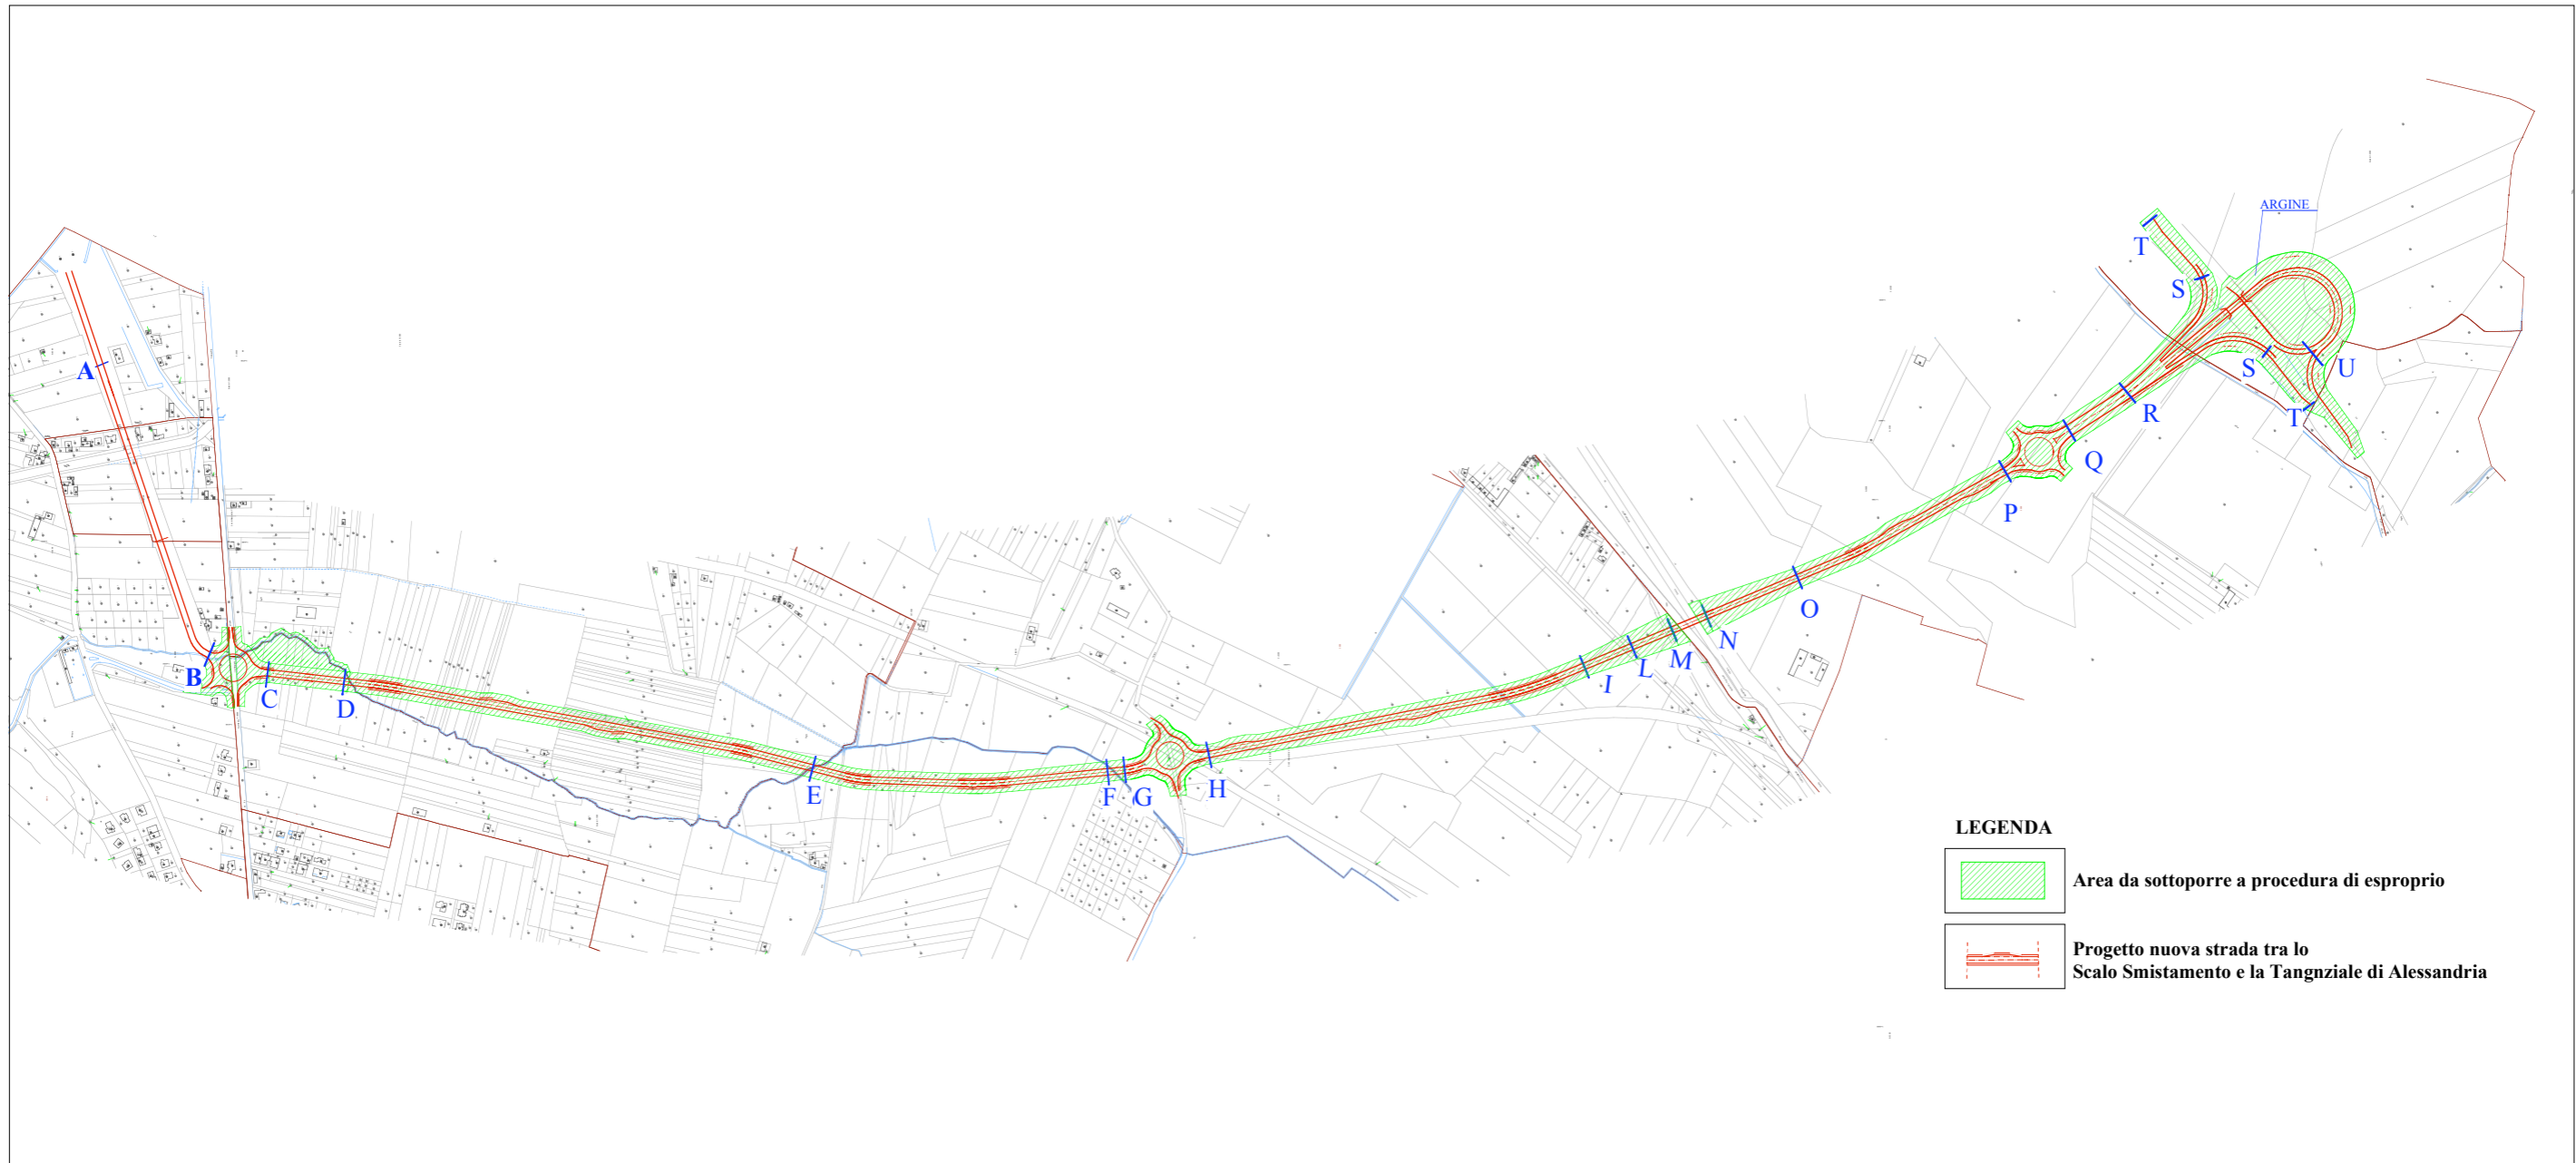 ARGINE
T
S
A
S
U
T
R
Q
P
O
N
M
L
I
B
C
D
E
F
G
H
LEGENDA
Area da sottoporre a procedura di esproprio
Progetto nuova strada tra lo
Scalo Smistamento e la Tangnziale di Alessandria